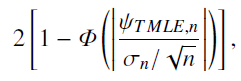 2 [ 1 − Φ ( | ψ_{TMLE,n} / (σ_n / √n) | ) ] ,